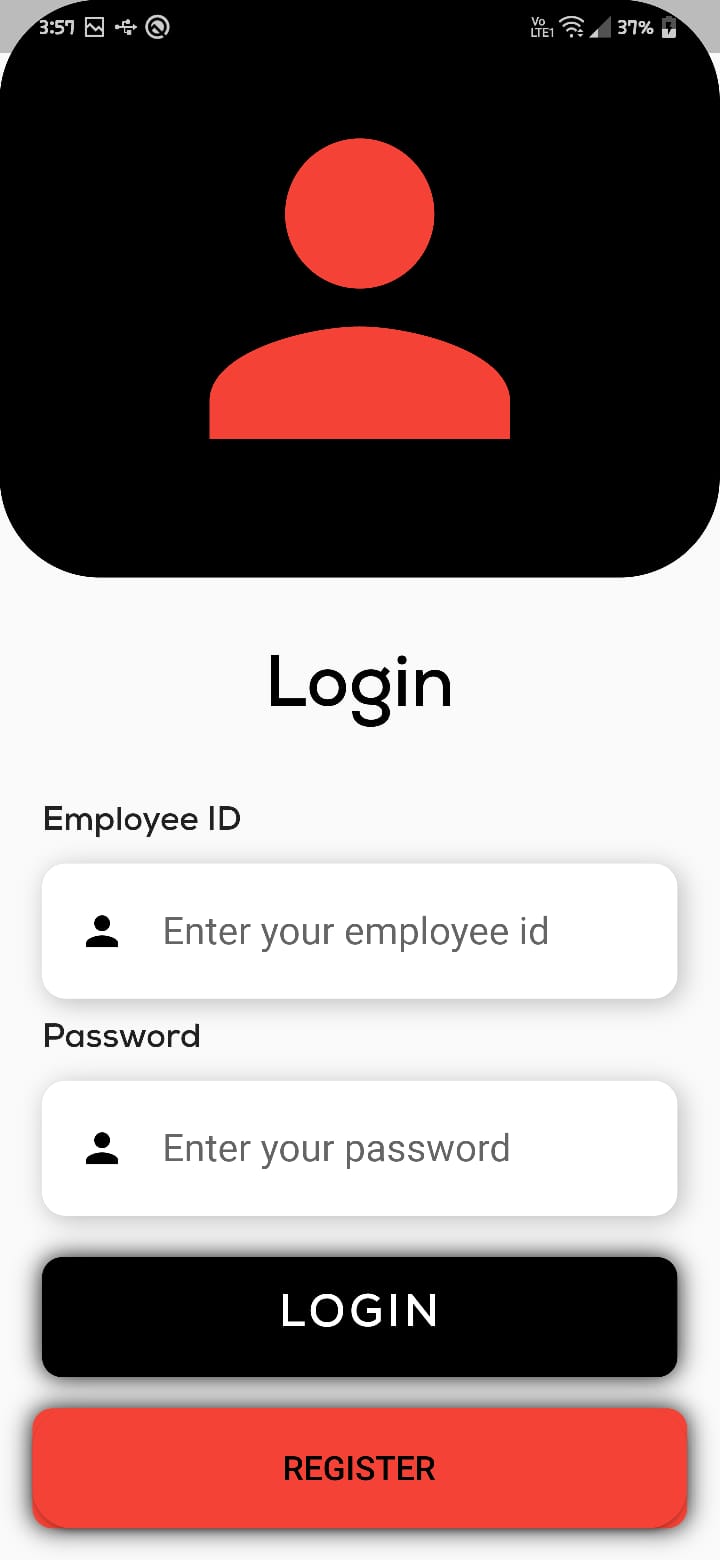 3:57
Vo
LTE1
37%
Login
Employee ID
Enter your employee id
Password
Enter your password
LOGIN
REGISTER